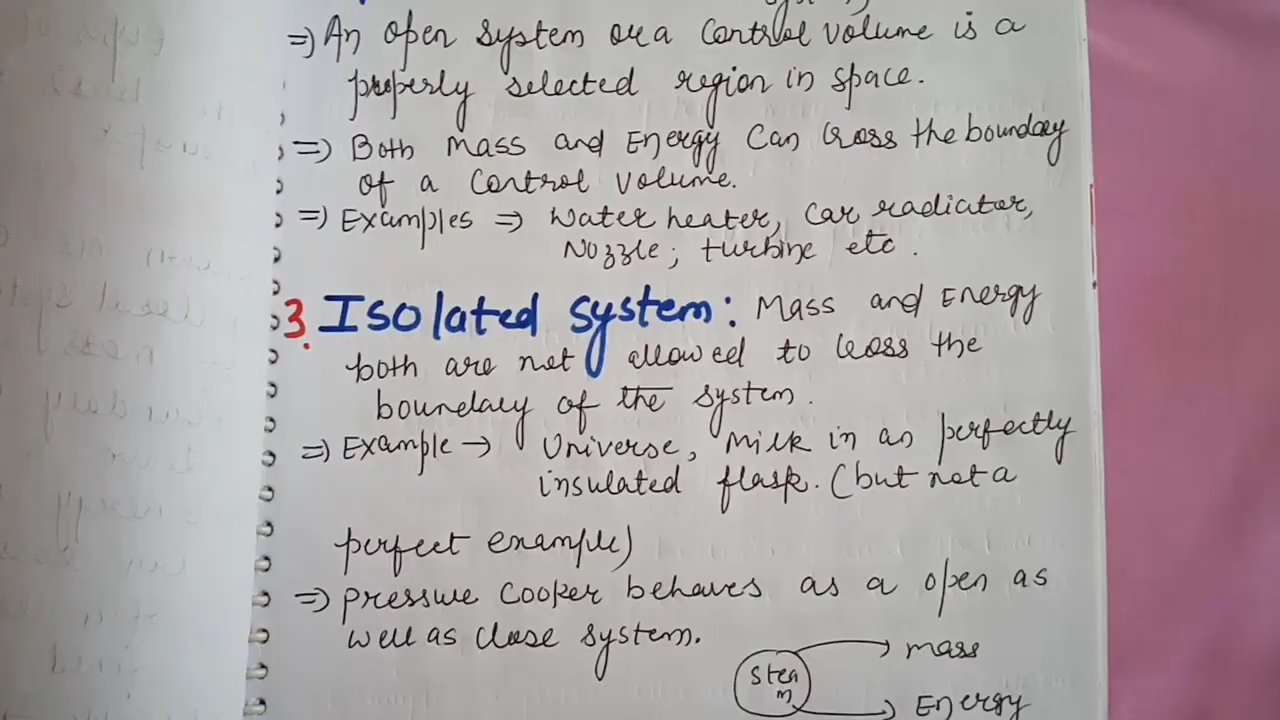 ⇒ An open system or a control volume is a
properly selected region in space.
⇒ Both mass and Energy Can cross the boundary
of a control volume.
⇒ Examples ⇒ Water heater, Car radiator,
Nozzle; turbine etc.
3. Isolated system: Mass and Energy
both are not allowed to cross the
boundary of the system.
⇒ Example → Universe, Milk in an perfectly
insulated flask. (but not a
perfect example)
⇒ Pressure Cooker behaves as a open as
well as close system.
Steam → mass
→ Energy